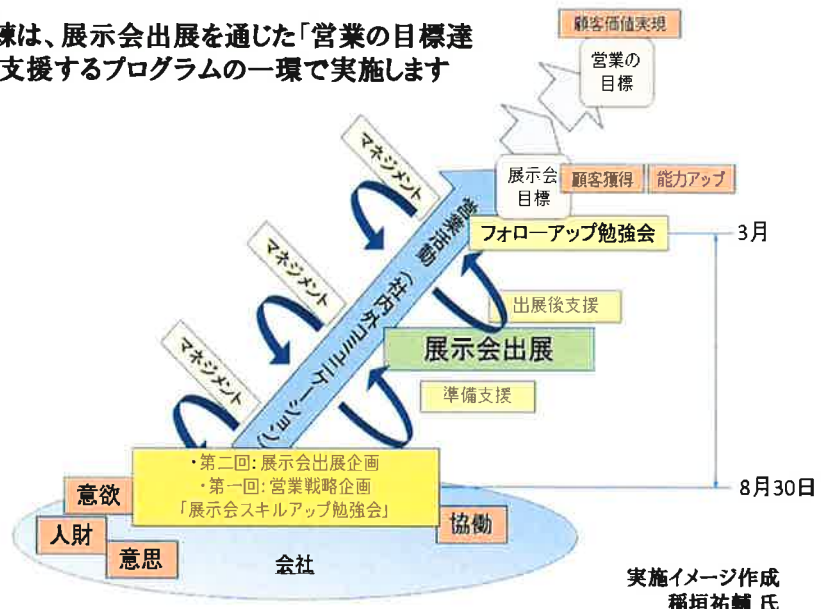 練は、展示会出展を通じた「営業の目標達
支援するプログラムの一環で実施します
顧客価値実現
営業の
目標
マネジメント
展示会
目標
顧客獲得
能力アップ
営業活動(社内外コミュニケーション)
フォローアップ勉強会
3月
マネジメント
出展後支援
展示会出展
マネジメント
準備支援
・第二回:展示会出展企画
・第一回:営業戦略企画
「展示会スキルアップ勉強会」
8月30日
意欲
人財
意思
協働
会社
実施イメージ作成
稲垣祐輔 氏